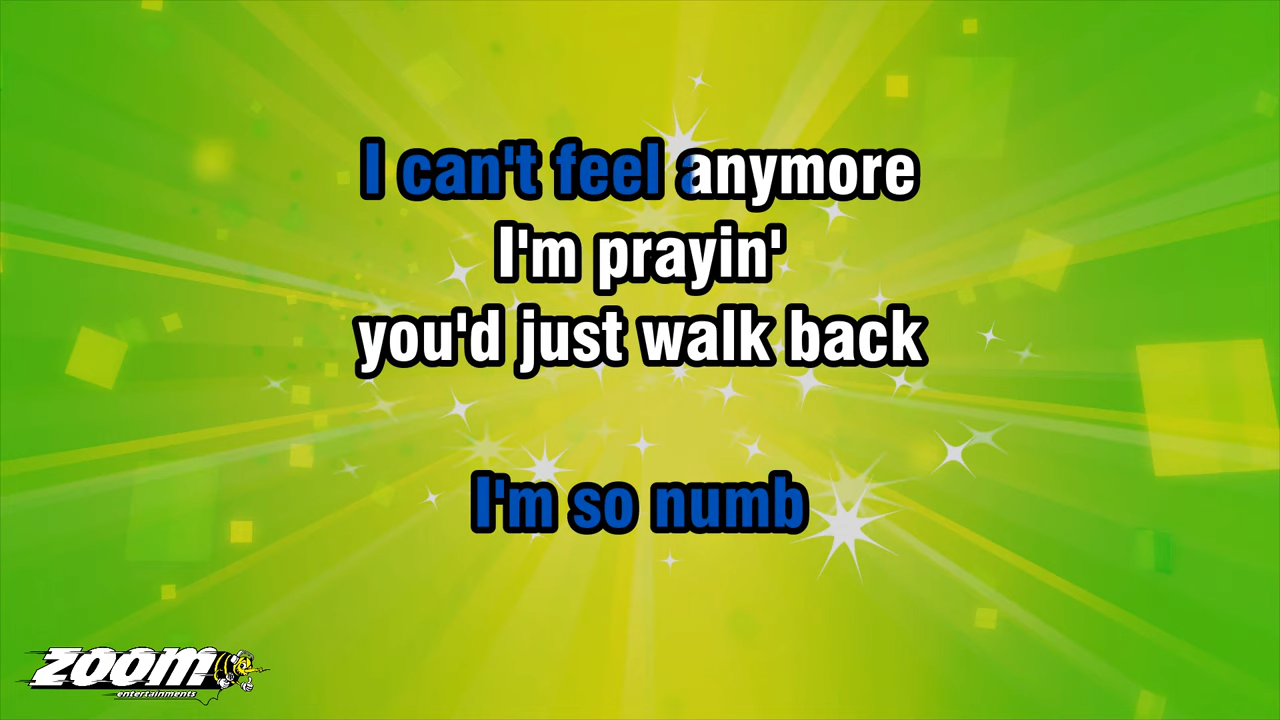 I can't feel anymore
I'm prayin'
you'd just walk back
I'm so numb
zoom
entertainments